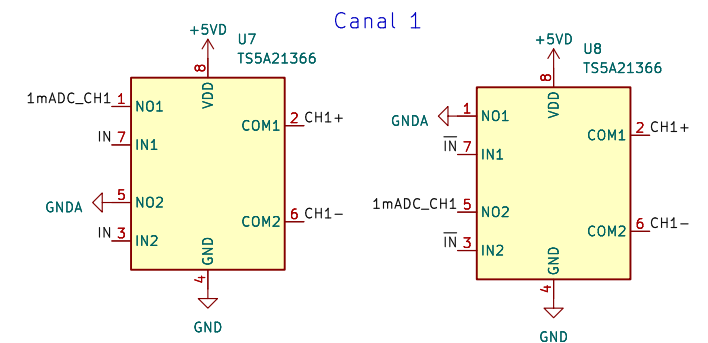 Canal 1
+5VD
U7
TS5A21366
8
VDD
1mADC_CH1 1 NO1
COM1 2 CH1+
IN 7 IN1
GNDA 5 NO2
COM2 6 CH1-
IN 3 IN2
GND
4
GND
+5VD
U8
TS5A21366
8
VDD
GNDA 1 NO1
COM1 2 CH1+
I̅N̅ 7 IN1
1mADC_CH1 5 NO2
COM2 6 CH1-
I̅N̅ 3 IN2
GND
4
GND